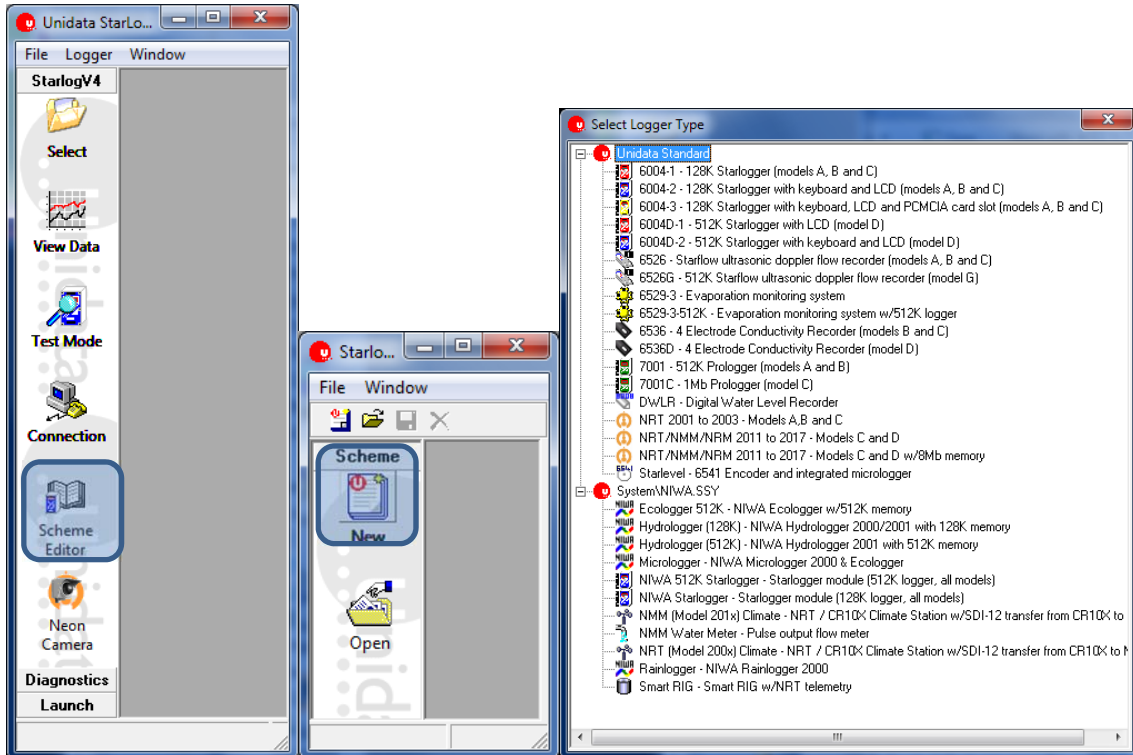 Unidata StarLo...
File Logger Window
StarlogV4
Select
View Data
Test Mode
Connection
Scheme
Editor
Neon
Camera
Diagnostics
Launch
Starlo...
File Window
Scheme
New
Open
Select Logger Type
Unidata Standard
6004-1 - 128K Starlogger (models A, B and C)
6004-2 - 128K Starlogger with keyboard and LCD (models A, B and C)
6004-3 - 128K Starlogger with keyboard, LCD and PCMCIA card slot (models A, B and C)
6004D-1 - 512K Starlogger with LCD (model D)
6004D-2 - 512K Starlogger with keyboard and LCD (model D)
6526 - Starflow ultrasonic doppler flow recorder (models A, B and C)
6526G - 512K Starflow ultrasonic doppler flow recorder (model G)
6529-3 - Evaporation monitoring system
6529-3-512K - Evaporation monitoring system w/512K logger
6536 - 4 Electrode Conductivity Recorder (models B and C)
6536D - 4 Electrode Conductivity Recorder (model D)
7001 - 512K Prologger (models A and B)
7001C - 1Mb Prologger (model C)
DWLR - Digital Water Level Recorder
NRT 2001 to 2003 - Models A,B and C
NRT/NMM/NRM 2011 to 2017 - Models C and D
NRT/NMM/NRM 2011 to 2017 - Models C and D w/8Mb memory
Starlevel - 6541 Encoder and integrated micrologger
System\NIWA.SSY
Ecologger 512K - NIWA Ecologger w/512K memory
Hydrologger (128K) - NIWA Hydrologger 2000/2001 with 128K memory
Hydrologger (512K) - NIWA Hydrologger 2001 with 512K memory
Micrologger - NIWA Micrologger 2000 & Ecologger
NIWA 512K Starlogger - Starlogger module (512K logger, all models)
NIWA Starlogger - Starlogger module (128K logger, all models)
NMM (Model 201x) Climate - NRT / CR10X Climate Station w/SDI-12 transfer from CR10X to
NMM Water Meter - Pulse output flow meter
NRT (Model 200x) Climate - NRT / CR10X Climate Station w/SDI-12 transfer from CR10X to N
Rainlogger - NIWA Rainlogger 2000
Smart RIG - Smart RIG w/NRT telemetry